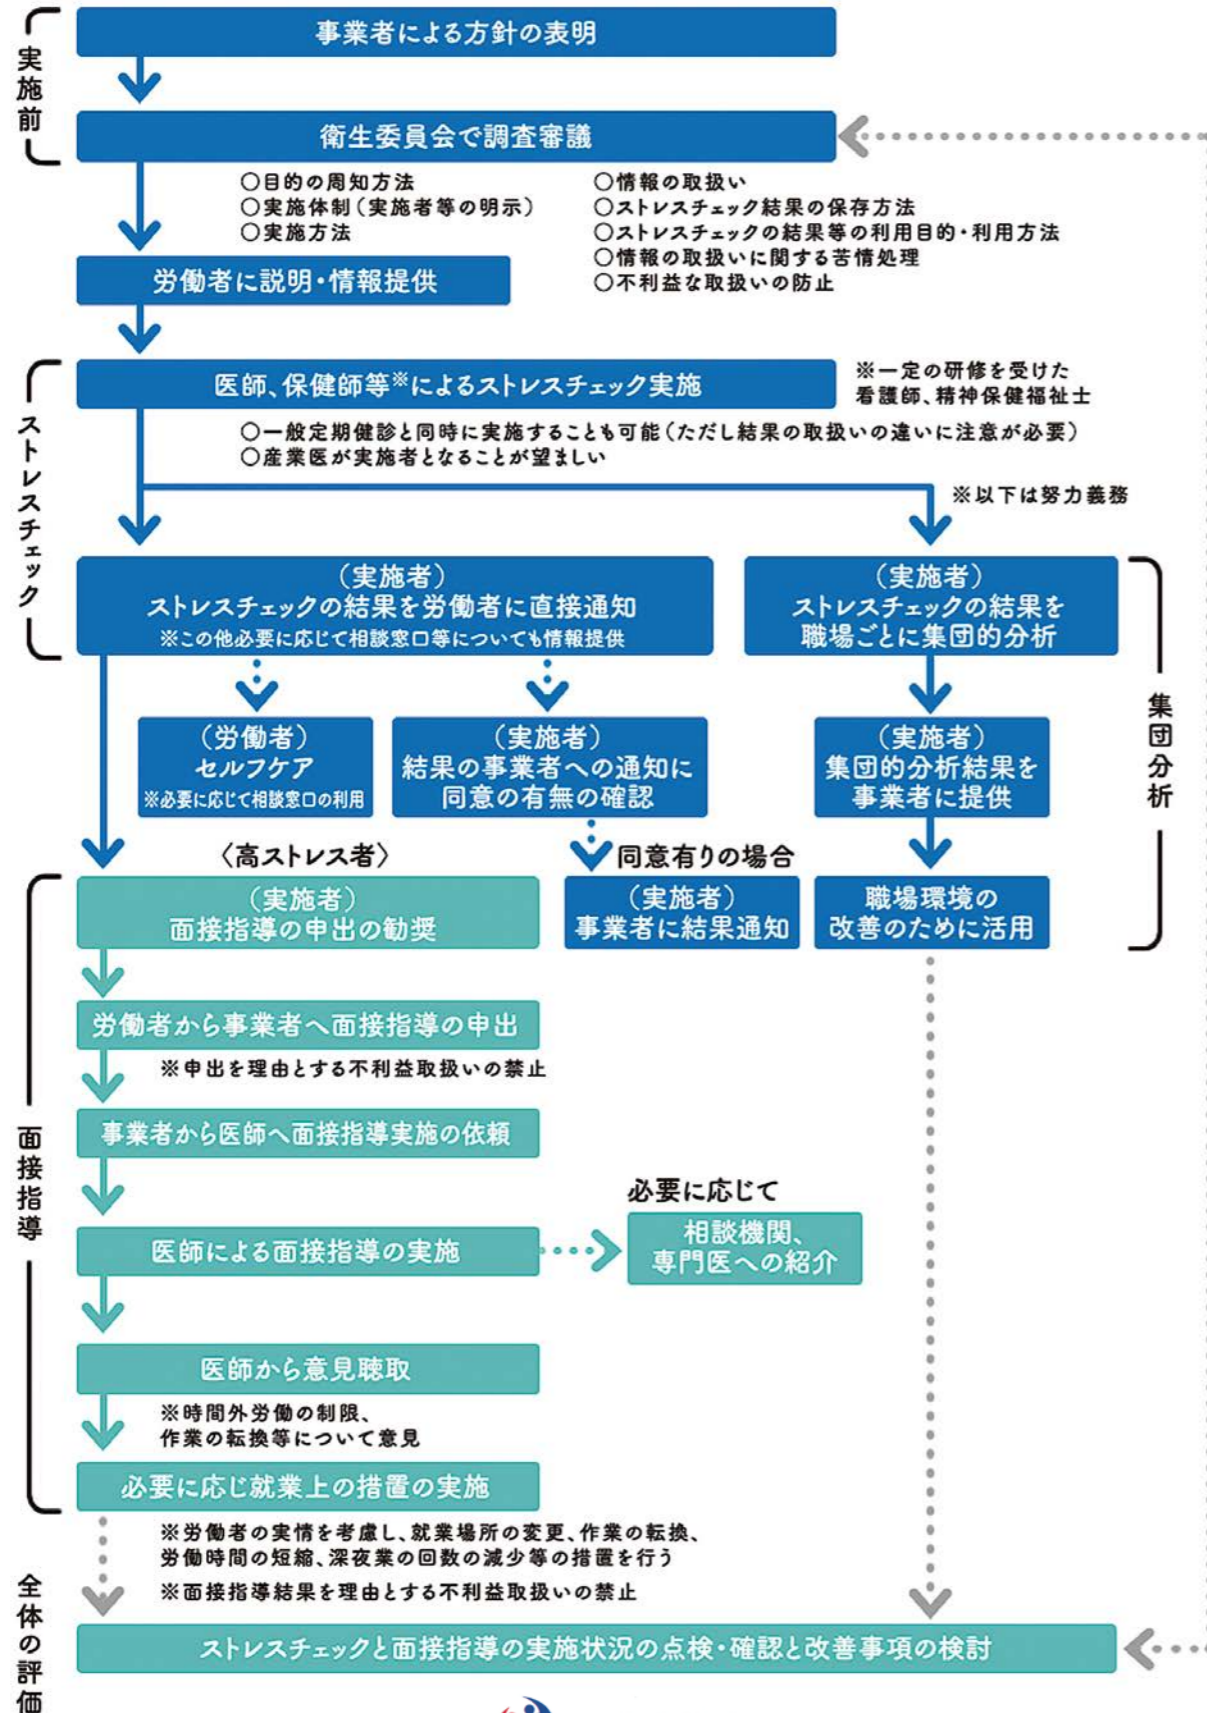 実施前
事業者による方針の表明
衛生委員会で調査審議
○目的の周知方法
○実施体制(実施者等の明示)
○実施方法
○情報の取扱い
○ストレスチェック結果の保存方法
○ストレスチェックの結果等の利用目的・利用方法
○情報の取扱いに関する苦情処理
○不利益な取扱いの防止
労働者に説明・情報提供
ストレスチェック
医師、保健師等※によるストレスチェック実施
※一定の研修を受けた
看護師、精神保健福祉士
○一般定期健診と同時に実施することも可能(ただし結果の取扱いの違いに注意が必要)
○産業医が実施者となることが望ましい
※以下は努力義務
(実施者)
ストレスチェックの結果を労働者に直接通知
※この他必要に応じて相談窓口等についても情報提供
(実施者)
ストレスチェックの結果を
職場ごとに集団的分析
集団分析
(労働者)
セルフケア
※必要に応じて相談窓口の利用
(実施者)
結果の事業者への通知に
同意の有無の確認
(実施者)
集団的分析結果を
事業者に提供
〈高ストレス者〉
同意有りの場合
面接指導
(実施者)
面接指導の申出の勧奨
(実施者)
事業者に結果通知
職場環境の
改善のために活用
労働者から事業者へ面接指導の申出
※申出を理由とする不利益取扱いの禁止
事業者から医師へ面接指導実施の依頼
必要に応じて
医師による面接指導の実施
相談機関、
専門医への紹介
医師から意見聴取
※時間外労働の制限、
作業の転換等について意見
必要に応じ就業上の措置の実施
※労働者の実情を考慮し、就業場所の変更、作業の転換、
労働時間の短縮、深夜業の回数の減少等の措置を行う
※面接指導結果を理由とする不利益取扱いの禁止
全体の評価
ストレスチェックと面接指導の実施状況の点検・確認と改善事項の検討